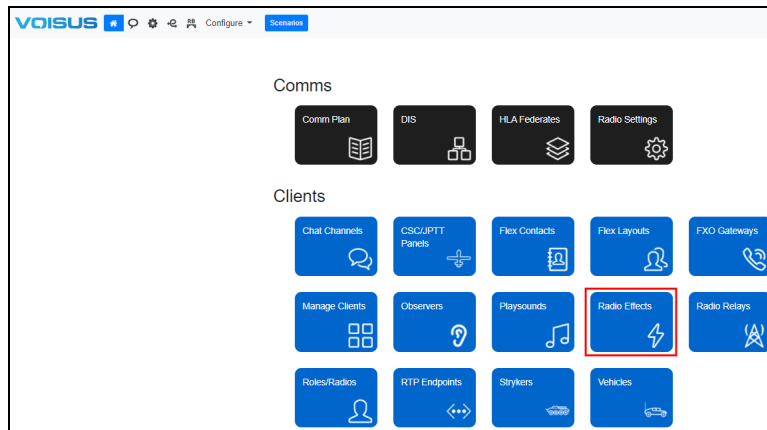 VOISUS RB Configure Scenarios
Comms
Comm Plan DIS HLA Federates Radio Settings
Clients
Chat Channels CSC/JPTT Flex Contacts Flex Layouts FXO Gateways
Panels
Manage Clients Observers Playsounds Radio Effects Radio Relays
Roles/Radios RTP Endpoints Strykers Vehicles